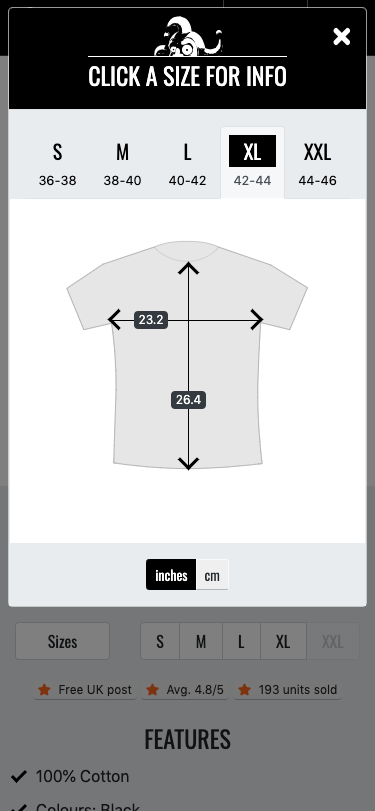 CLICK A SIZE FOR INFO
S M L XL XXL
36-38 38-40 40-42 42-44 44-46
23.2
26.4
inches cm
Sizes S M L XL XXL
Free UK post Avg. 4.8/5 193 units sold
FEATURES
100% Cotton
Colours: Black